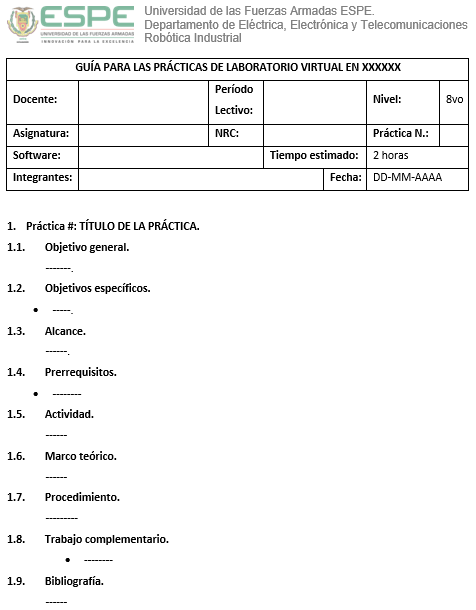 ESPE
UNIVERSIDAD DE LAS FUERZAS ARMADAS
INNOVACIÓN PARA LA EXCELENCIA
Universidad de las Fuerzas Armadas ESPE.
Departamento de Eléctrica, Electrónica y Telecomunicaciones
Robótica Industrial
GUÍA PARA LAS PRÁCTICAS DE LABORATORIO VIRTUAL EN XXXXXX
Docente: Período Lectivo: Nivel: 8vo
Asignatura: NRC: Práctica N.:
Software: Tiempo estimado: 2 horas
Integrantes: Fecha: DD-MM-AAAA
1. Práctica #: TÍTULO DE LA PRÁCTICA.
1.1. Objetivo general.
-------.
1.2. Objetivos específicos.
• -----.
1.3. Alcance.
------.
1.4. Prerrequisitos.
• --------
1.5. Actividad.
------
1.6. Marco teórico.
------
1.7. Procedimiento.
---------
1.8. Trabajo complementario.
• --------
1.9. Bibliografía.
------